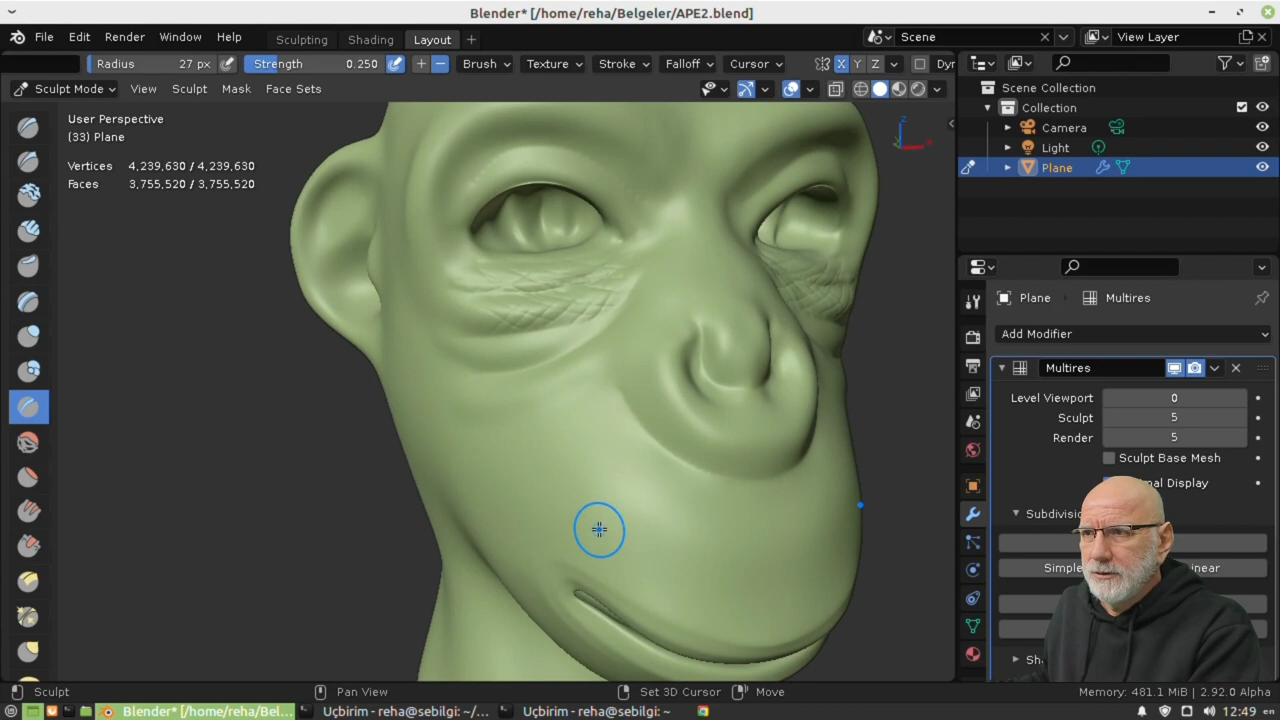 Blender* [/home/reha/Belgeler/APE2.blend]
File Edit Render Window Help Sculpting Shading Layout + Scene View Layer
Radius 27 px Strength 0.250 Brush Texture Stroke Falloff Cursor X Y Z Dyr
Sculpt Mode View Sculpt Mask Face Sets
User Perspective
(33) Plane
Vertices 4,239,630 / 4,239,630
Faces 3,755,520 / 3,755,520
Z
Scene Collection
Collection
Camera
Light
Plane
Plane Multires
Add Modifier
Multires
Level Viewport 0
Sculpt 5
Render 5
Sculpt Base Mesh
imal Display
Subdivisi
Simple inear
Sha
Sculpt Pan View Set 3D Cursor Move Memory: 481.1 MiB | 2.92.0 Alpha
Blender* [/home/reha/Bel... Uçbirim - reha@sebilgi: ~/... Uçbirim - reha@sebilgi: ~ 12:49 en